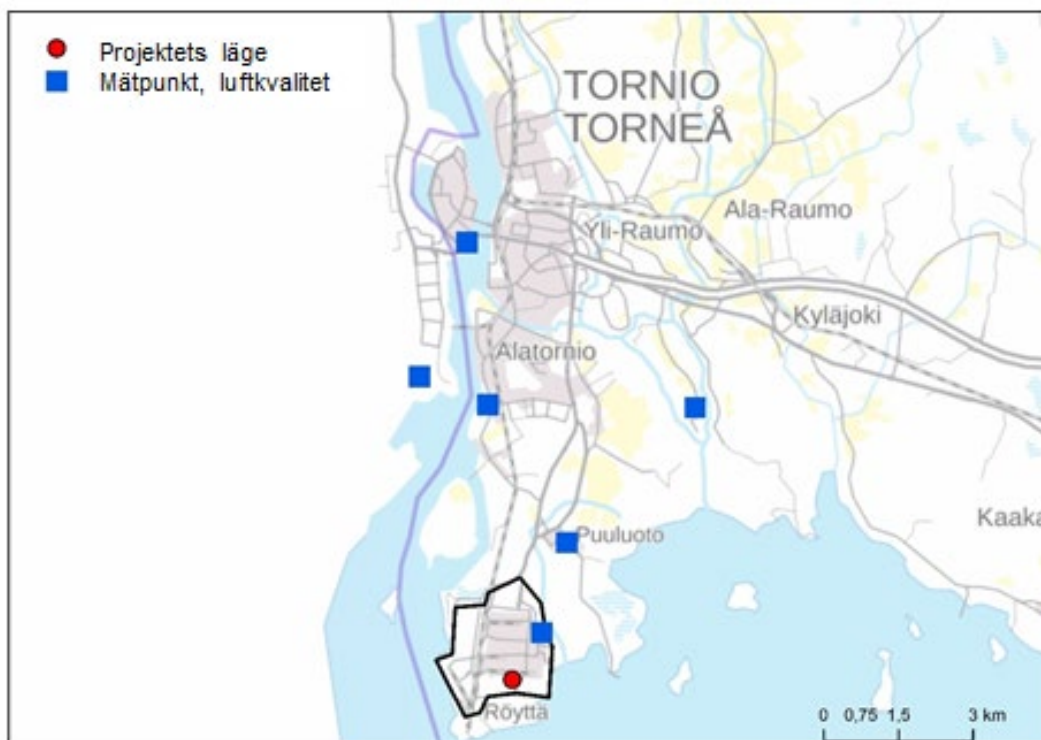 Projektets läge
Mätpunkt, luftkvalitet
TORNIO
TORNEÅ
Ala-Raumo
Yli-Raumo
Kyläjoki
Alatornio
Kaaka
Puuluoto
Röyttä
0 0,75 1,5 3 km